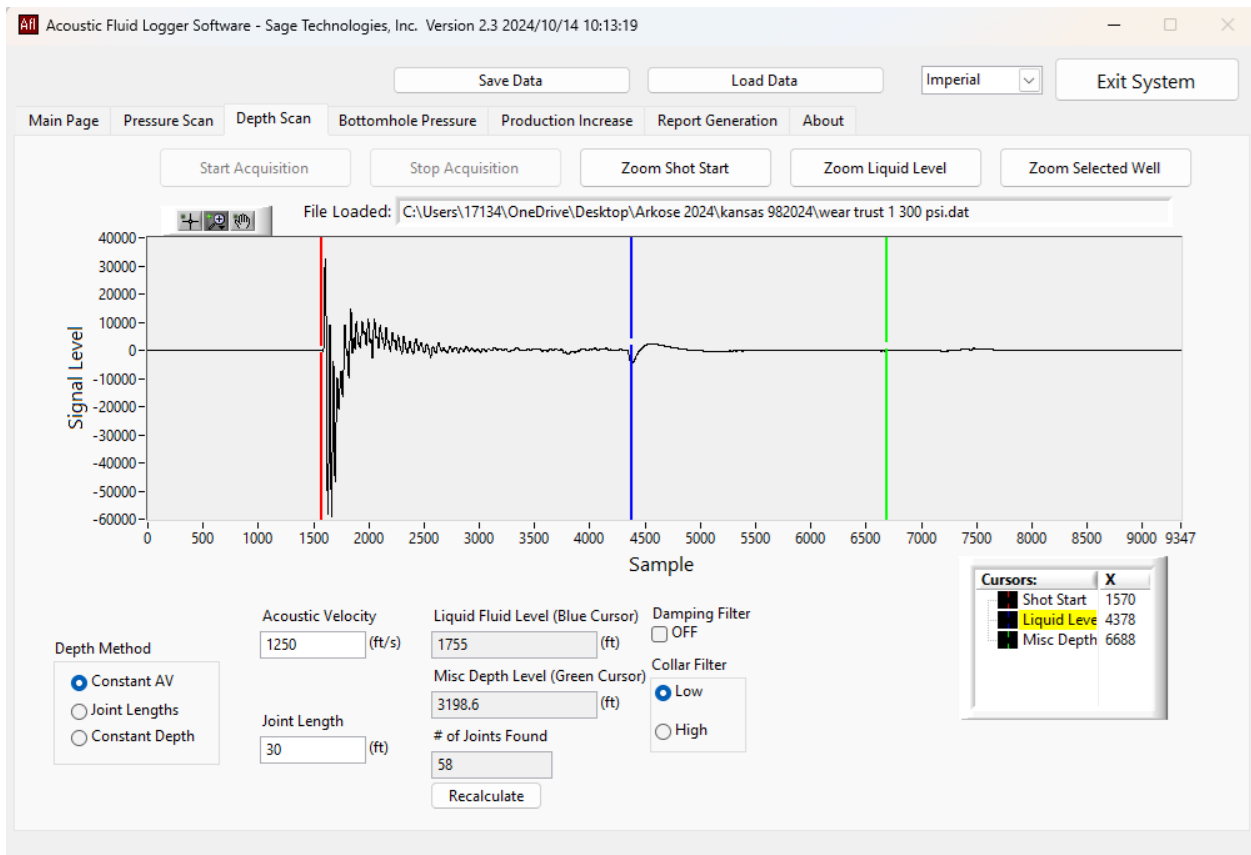 Afl Acoustic Fluid Logger Software - Sage Technologies, Inc. Version 2.3 2024/10/14 10:13:19
Save Data Load Data Imperial Exit System
Main Page Pressure Scan Depth Scan Bottomhole Pressure Production Increase Report Generation About
Start Acquisition Stop Acquisition Zoom Shot Start Zoom Liquid Level Zoom Selected Well
File Loaded: C:\Users\17134\OneDrive\Desktop\Arkose 2024\kansas 982024\wear trust 1 300 psi.dat
Signal Level
40000
30000
20000
10000
0
-10000
-20000
-30000
-40000
-50000
-60000
0 500 1000 1500 2000 2500 3000 3500 4000 4500 5000 5500 6000 6500 7000 7500 8000 8500 9000 9347
Sample
Cursors: X
Shot Start 1570
Liquid Leve 4378
Misc Depth 6688
Depth Method
Constant AV
Joint Lengths
Constant Depth
Acoustic Velocity
1250 (ft/s)
Joint Length
30 (ft)
Liquid Fluid Level (Blue Cursor)
1755 (ft)
Misc Depth Level (Green Cursor)
3198.6 (ft)
# of Joints Found
58
Recalculate
Damping Filter
OFF
Collar Filter
Low
High